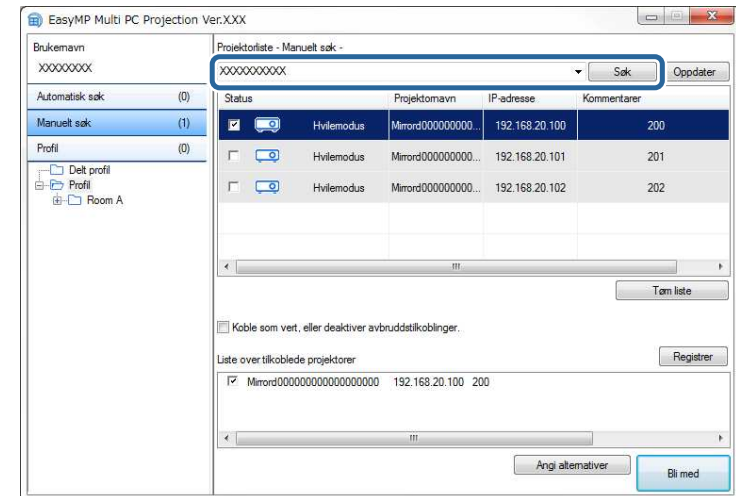 EasyMP Multi PC Projection Ver.X.XX
Brukernavn
XXXXXXXX
Automatisk søk (0)
Manuelt søk (1)
Profil (0)
Delt profil
Profil
Room A
Projektorliste - Manuelt søk -
XXXXXXXXXX Søk Oppdater
Status Projektornavn IP-adresse Kommentarer
Hvilemodus Mirrord000000000... 192.168.20.100 200
Hvilemodus Mirrord000000000... 192.168.20.101 201
Hvilemodus Mirrord000000000... 192.168.20.102 202
Tøm liste
Koble som vert, eller deaktiver avbruddstilkoblinger.
Liste over tilkoblede projektorer Registrer
Mirrord000000000000000000 192.168.20.100 200
Angi alternativer Bli med